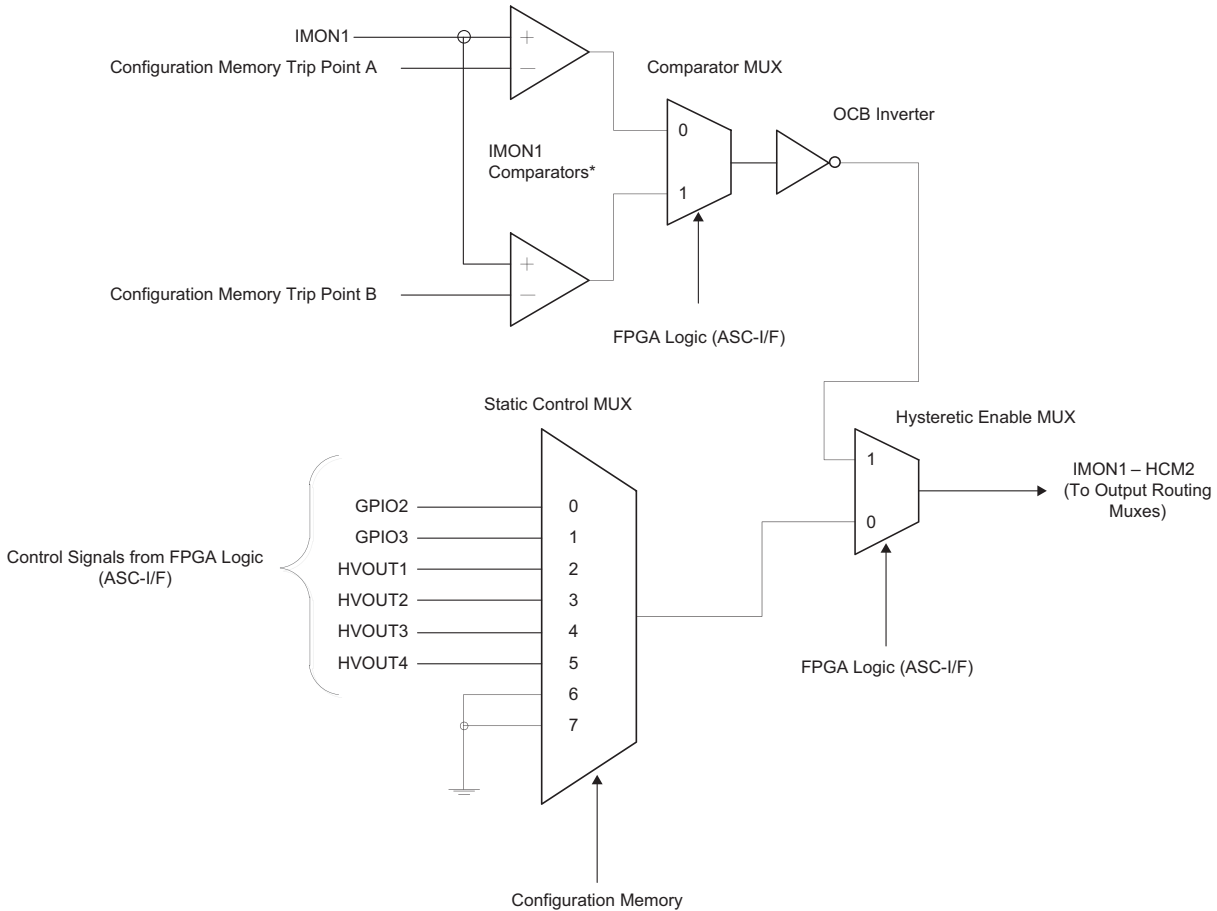 IMON1
+
Configuration Memory Trip Point A
−
Comparator MUX
OCB Inverter
0
IMON1
Comparators*
1
+
Configuration Memory Trip Point B
−
FPGA Logic (ASC-I/F)
Static Control MUX
Hysteretic Enable MUX
1
IMON1 – HCM2
(To Output Routing
Muxes)
0
GPIO2
0
GPIO3
1
Control Signals from FPGA Logic
(ASC-I/F)
HVOUT1
2
HVOUT2
3
HVOUT3
4
HVOUT4
5
6
7
FPGA Logic (ASC-I/F)
Configuration Memory